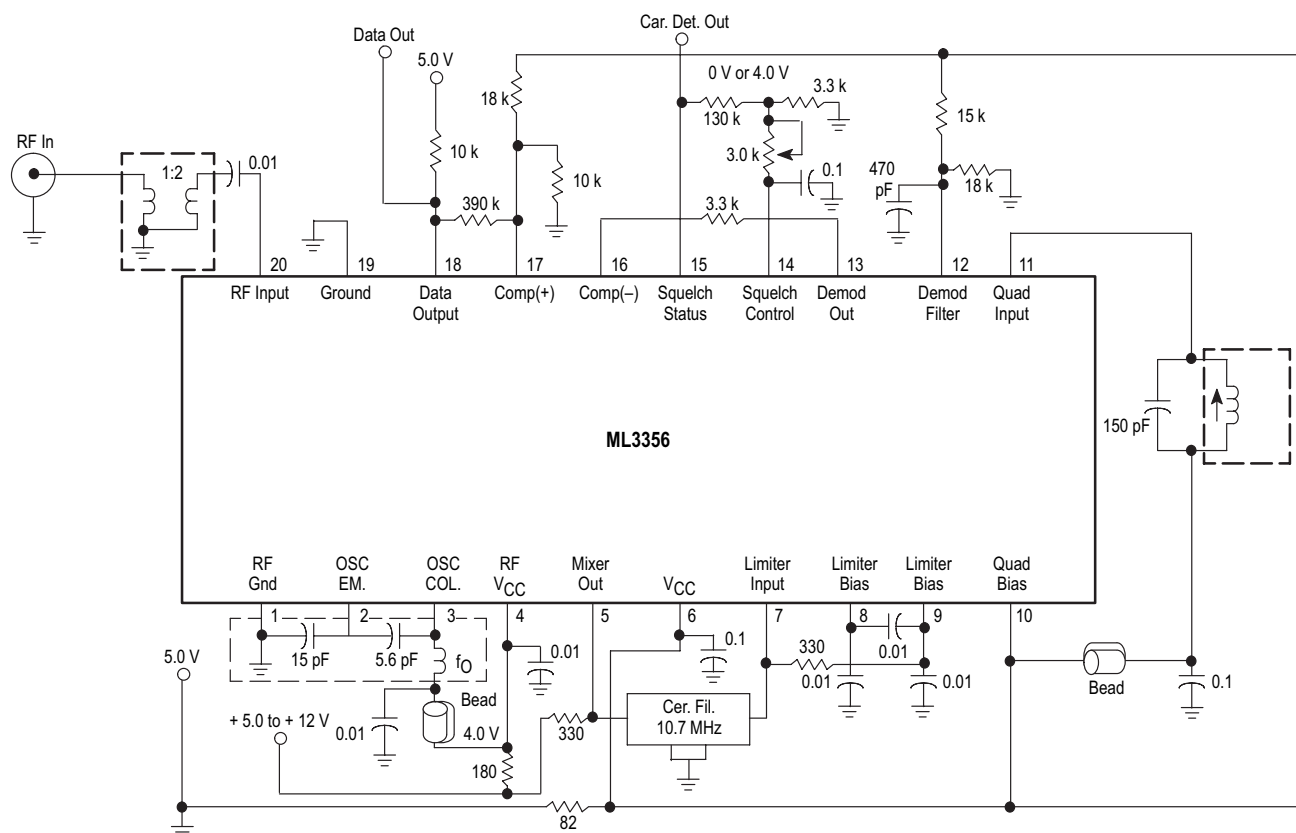 Car. Det. Out
Data Out
5.0 V
0 V or 4.0 V
18 k
3.3 k
130 k
15 k
RF In
1:2
0.01
10 k
3.0 k
10 k
0.1
470
pF
18 k
390 k
3.3 k
20
19
18
17
16
15
14
13
12
11
RF Input
Ground
Data
Output
Comp(+)
Comp(–)
Squelch
Status
Squelch
Control
Demod
Out
Demod
Filter
Quad
Input
150 pF
ML3356
RF
Gnd
OSC
EM.
OSC
COL.
RF
VCC
Mixer
Out
VCC
Limiter
Input
Limiter
Bias
Limiter
Bias
Quad
Bias
1
2
3
4
5
6
7
8
9
10
15 pF
5.6 pF
fO
0.01
0.1
330
0.01
0.01
0.01
5.0 V
Bead
Bead
0.1
+ 5.0 to + 12 V
0.01
4.0 V
330
Cer. Fil.
10.7 MHz
180
82